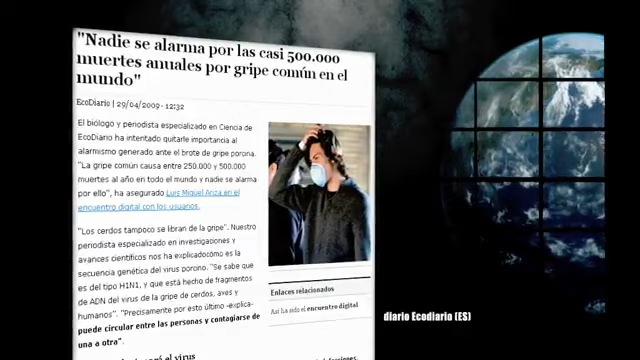 "Nadie se alarma por las casi 500.000
muertes anuales por gripe común en el
mundo"
EcoDiario | 29/04/2009 - 12:32
El biólogo y periodista especializado en Ciencia de
EcoDiario ha intentado quitarle importancia al
alarmismo generado ante el brote de gripe porcina.
"La gripe común causa entre 250.000 y 500.000
muertes al año en todo el mundo y nadie se alarma
por ello", ha asegurado Luis Miguel Ariza en el
encuentro digital con los usuarios.
"Los cerdos tampoco se libran de la gripe". Nuestro
periodista especializado en investigaciones y
avances científicos nos ha explicadocómo es la
secuencia genética del virus porcino. "Se sabe que
es del tipo H1N1, y que está hecho de fragmentos
de ADN del virus de la gripe de cerdos, aves y
humanos". "Precisamente por esto último -explica-
puede circular entre las personas y contagiarse de
una a otra".
Enlaces relacionados
Así ha sido el encuentro digital
diario Ecodiario (ES)